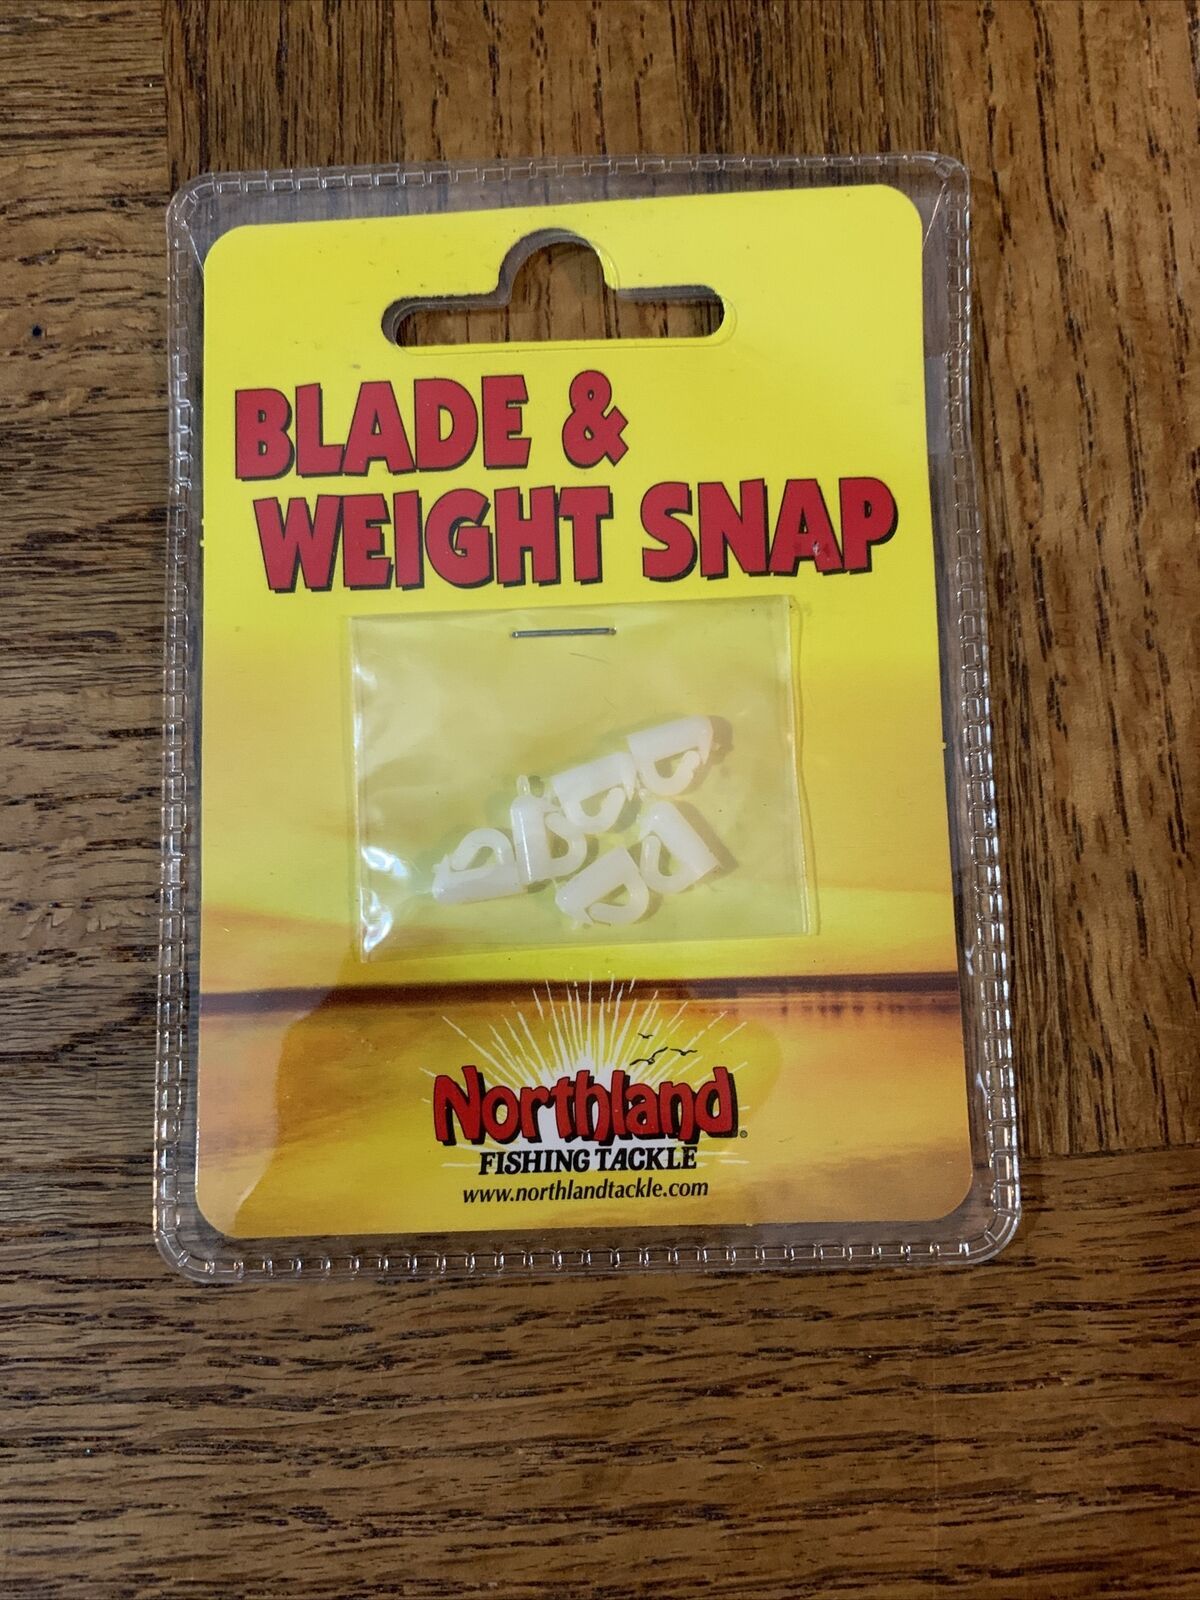 BLADE &
WEIGHT SNAP
Northland®
FISHING TACKLE
www.northlandtackle.com